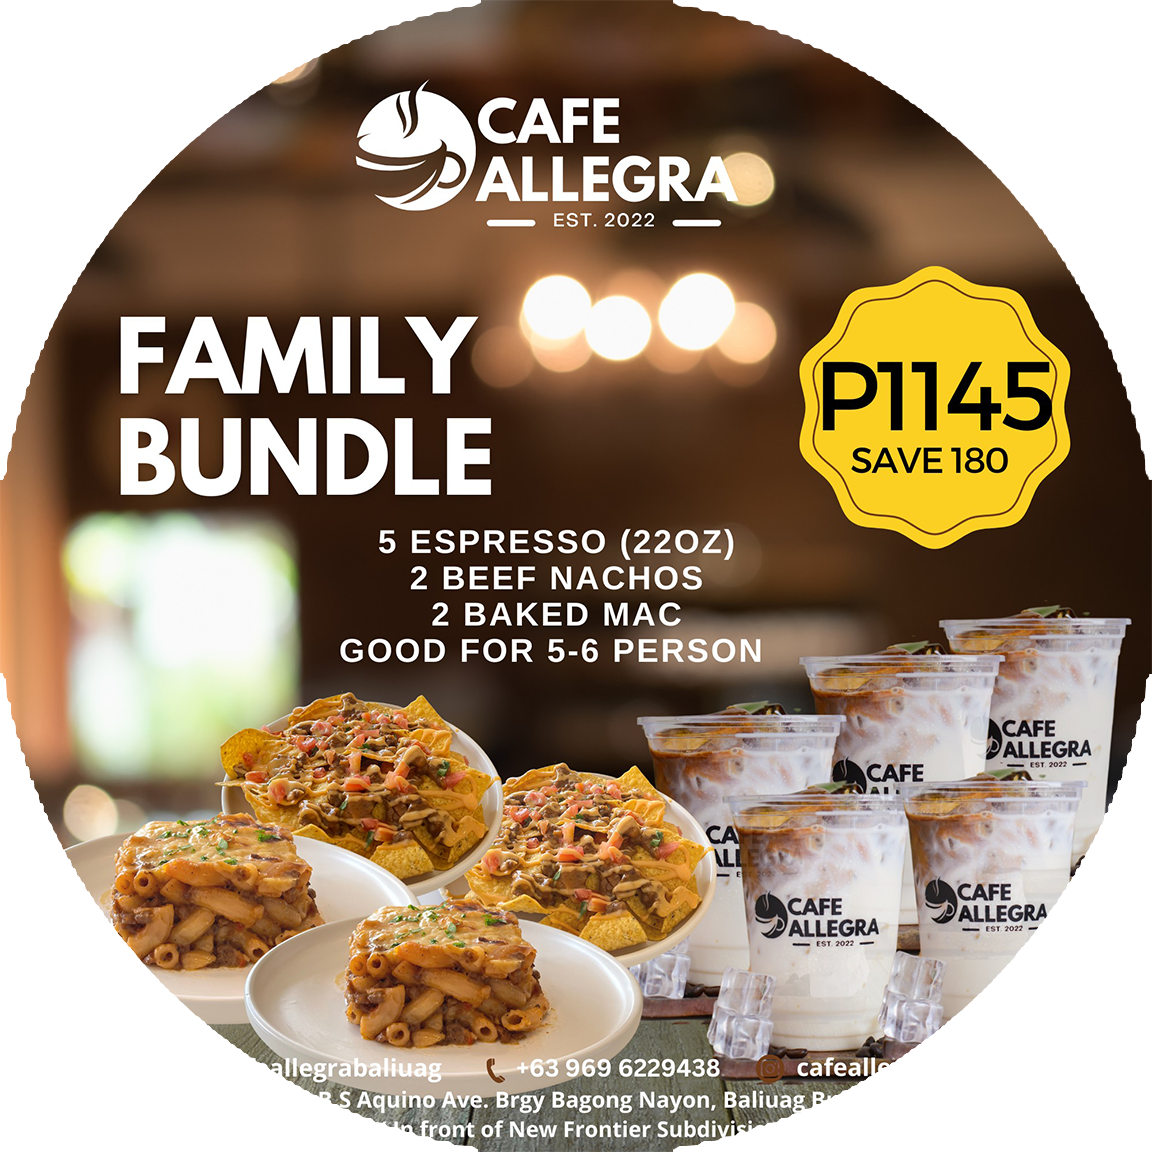 CAFE
ALLEGRA
EST. 2022
FAMILY
BUNDLE
P1145
SAVE 180
5 ESPRESSO (22OZ)
2 BEEF NACHOS
2 BAKED MAC
GOOD FOR 5-6 PERSON
CAFE
ALLEGRA
EST. 2022
CAFE
CAFE
ALLEGRA
EST. 2022
CAFE
ALLEGRA
EST. 2022
allegrabaliuag +63 969 6229438
B.S Aquino Ave. Brgy Bagong Nayon, Baliuag
In front of New Frontier